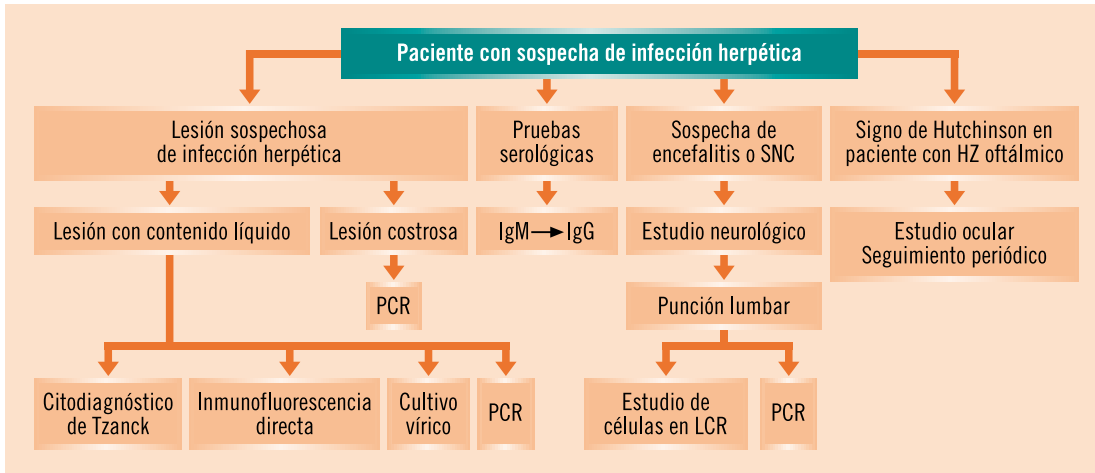 Paciente con sospecha de infección herpética
Lesión sospechosa
de infección herpética
Pruebas
serológicas
Sospecha de
encefalitis o SNC
Signo de Hutchinson en
paciente con HZ oftálmico
Lesión con contenido líquido
Lesión costrosa
IgM→IgG
Estudio neurológico
Estudio ocular
Seguimiento periódico
PCR
Punción lumbar
Citodiagnóstico
de Tzanck
Inmunofluorescencia
directa
Cultivo
vírico
PCR
Estudio de
células en LCR
PCR